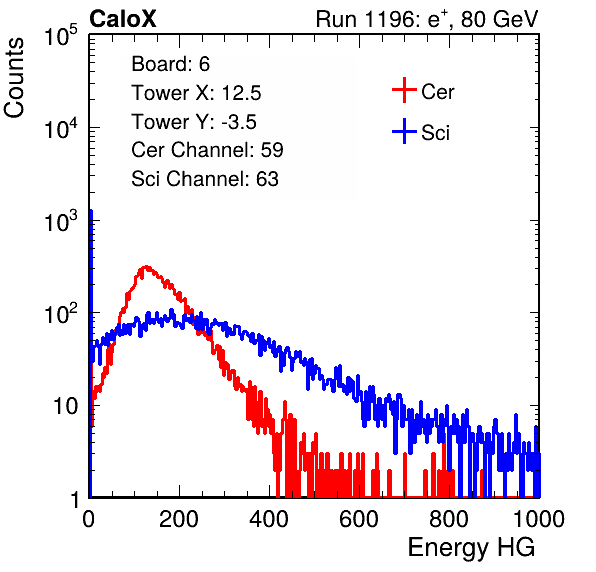 CaloX Run 1196: e⁺, 80 GeV
Counts
Board: 6
Tower X: 12.5
Tower Y: -3.5
Cer Channel: 59
Sci Channel: 63
Cer
Sci
10⁵
10⁴
10³
10²
10
1
0 200 400 600 800 1000
Energy HG